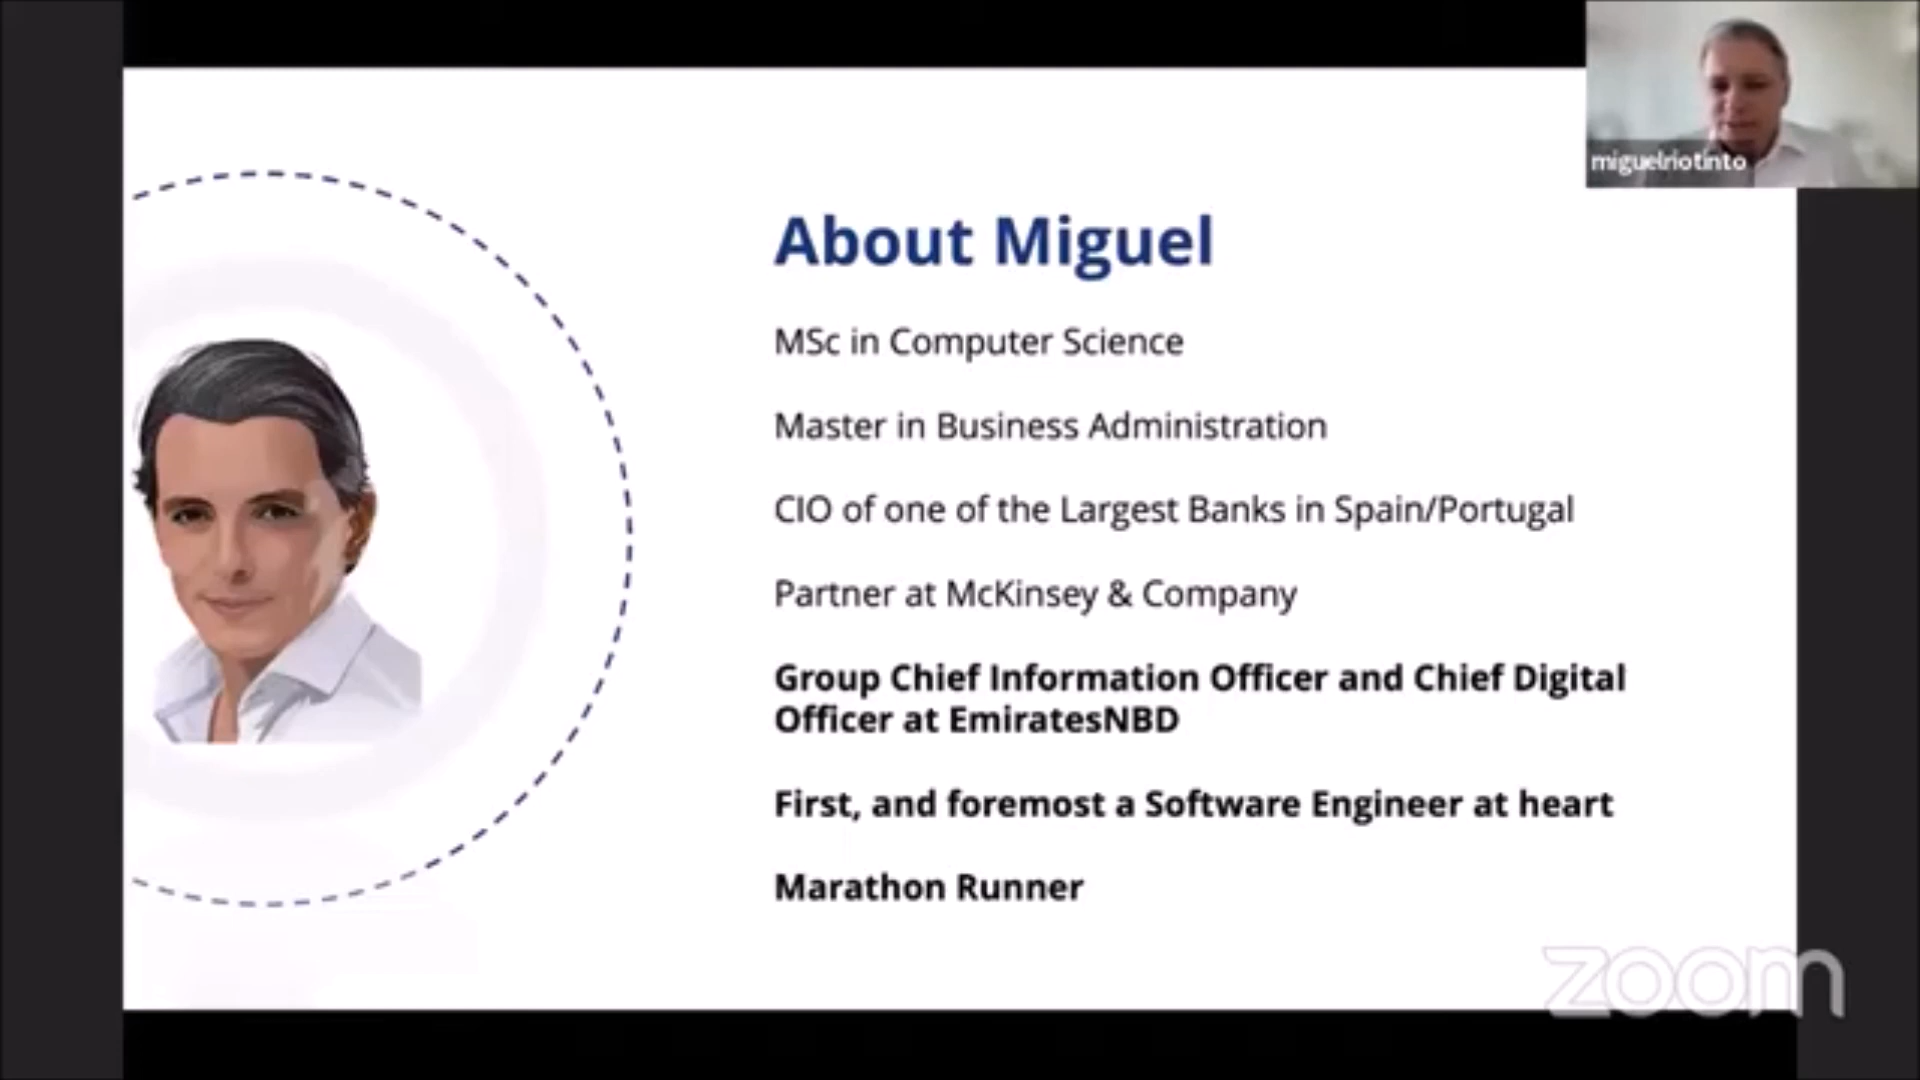 miguelriotinto
About Miguel
MSc in Computer Science
Master in Business Administration
CIO of one of the Largest Banks in Spain/Portugal
Partner at McKinsey & Company
Group Chief Information Officer and Chief Digital
Officer at EmiratesNBD
First, and foremost a Software Engineer at heart
Marathon Runner
zoom